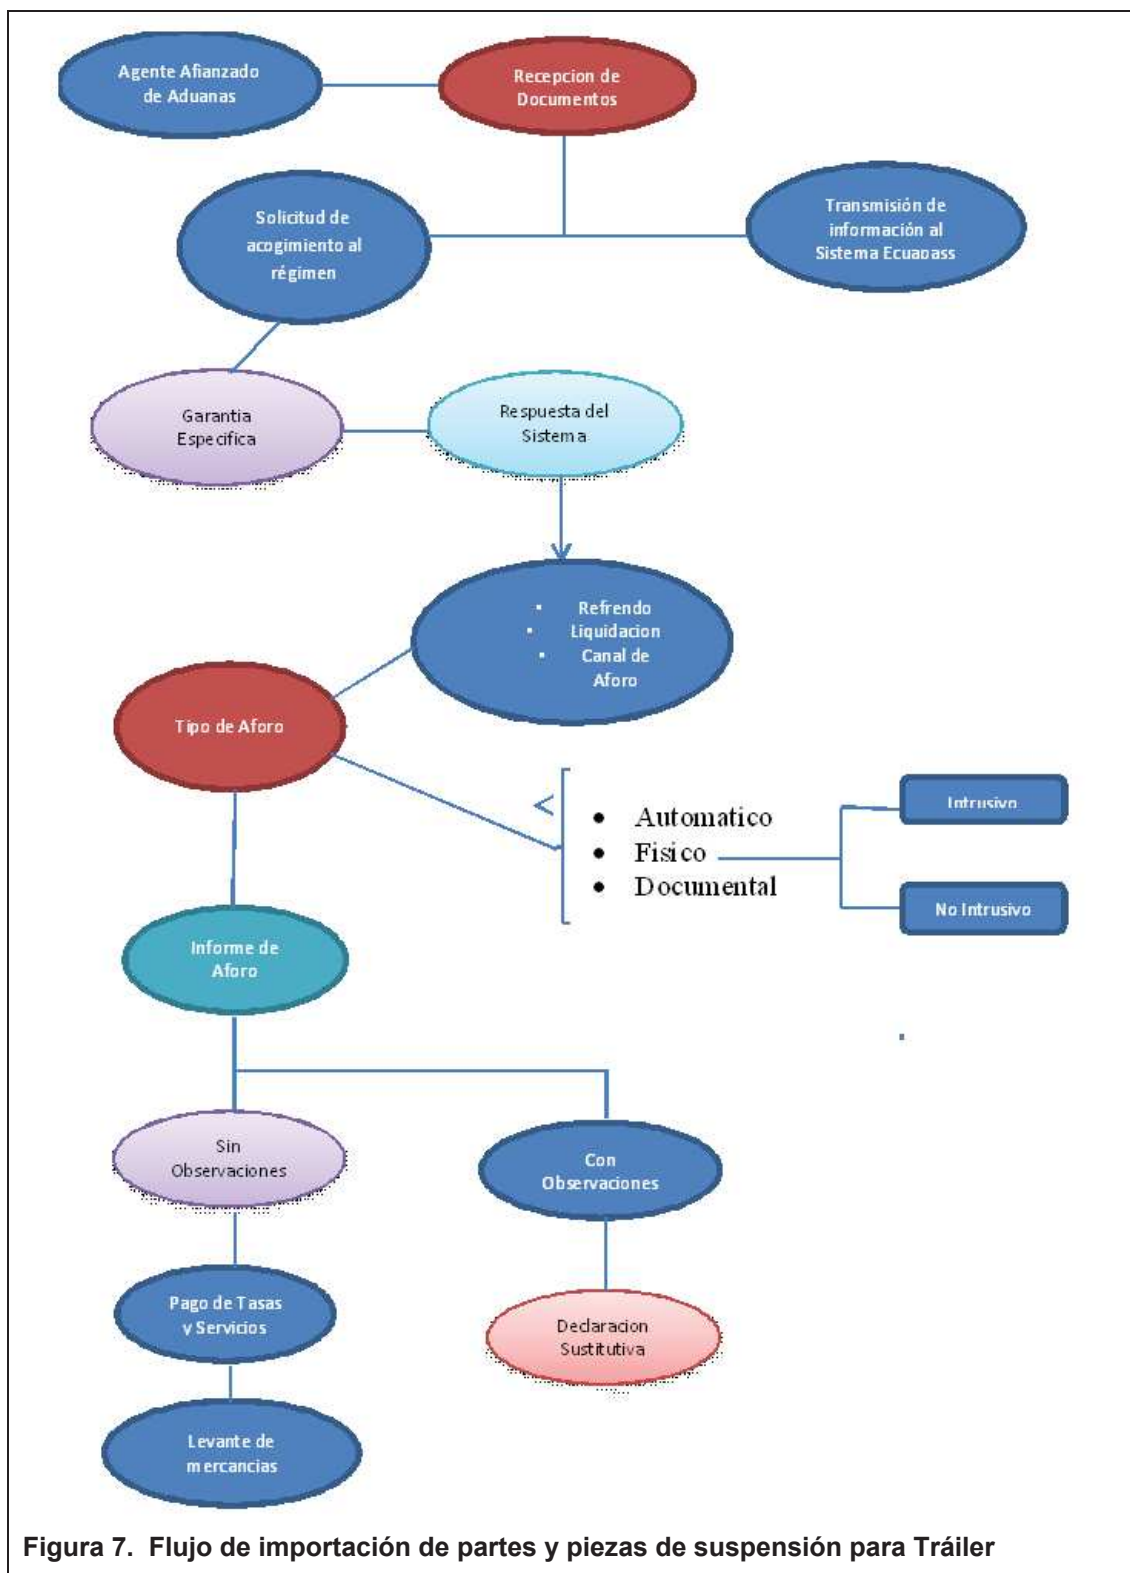 Agente Afianzado
de Aduanas
Recepcion de
Documentos
Solicitud de
acogimiento al
régimen
Transmisión de
información al
Sistema Ecuapass
Garantia
Especifica
Respuesta del
Sistema
▪ Refrendo
▪ Liquidacion
▪ Canal de
Aforo
Tipo de Aforo
• Automatico
• Fisico
• Documental
Intrusivo
No Intrusivo
Informe de
Aforo
Sin
Observaciones
Con
Observaciones
Pago de Tasas
y Servicios
Declaracion
Sustitutiva
Levante de
mercancias
Figura 7. Flujo de importación de partes y piezas de suspensión para Tráiler